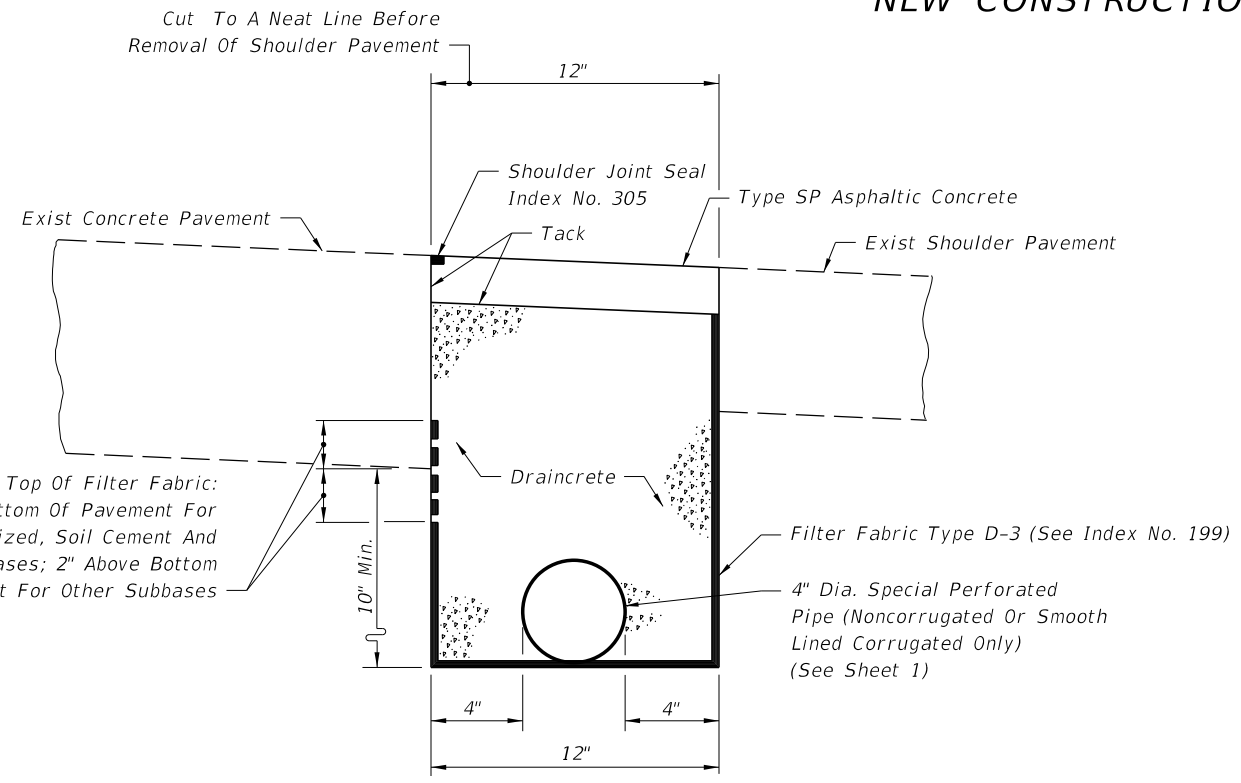 NEW CONSTRUCTIO
Cut To A Neat Line Before
Removal Of Shoulder Pavement
12"
Shoulder Joint Seal
Index No. 305
Type SP Asphaltic Concrete
Exist Concrete Pavement
Tack
Exist Shoulder Pavement
Top Of Filter Fabric:
Of Pavement For
Soil Cement And
2" Above Bottom
For Other Subbases
Draincrete
10" Min.
Filter Fabric Type D-3 (See Index No. 199)
4" Dia. Special Perforated
Pipe (Noncorrugated Or Smooth
Lined Corrugated Only)
(See Sheet 1)
4"
4"
12"